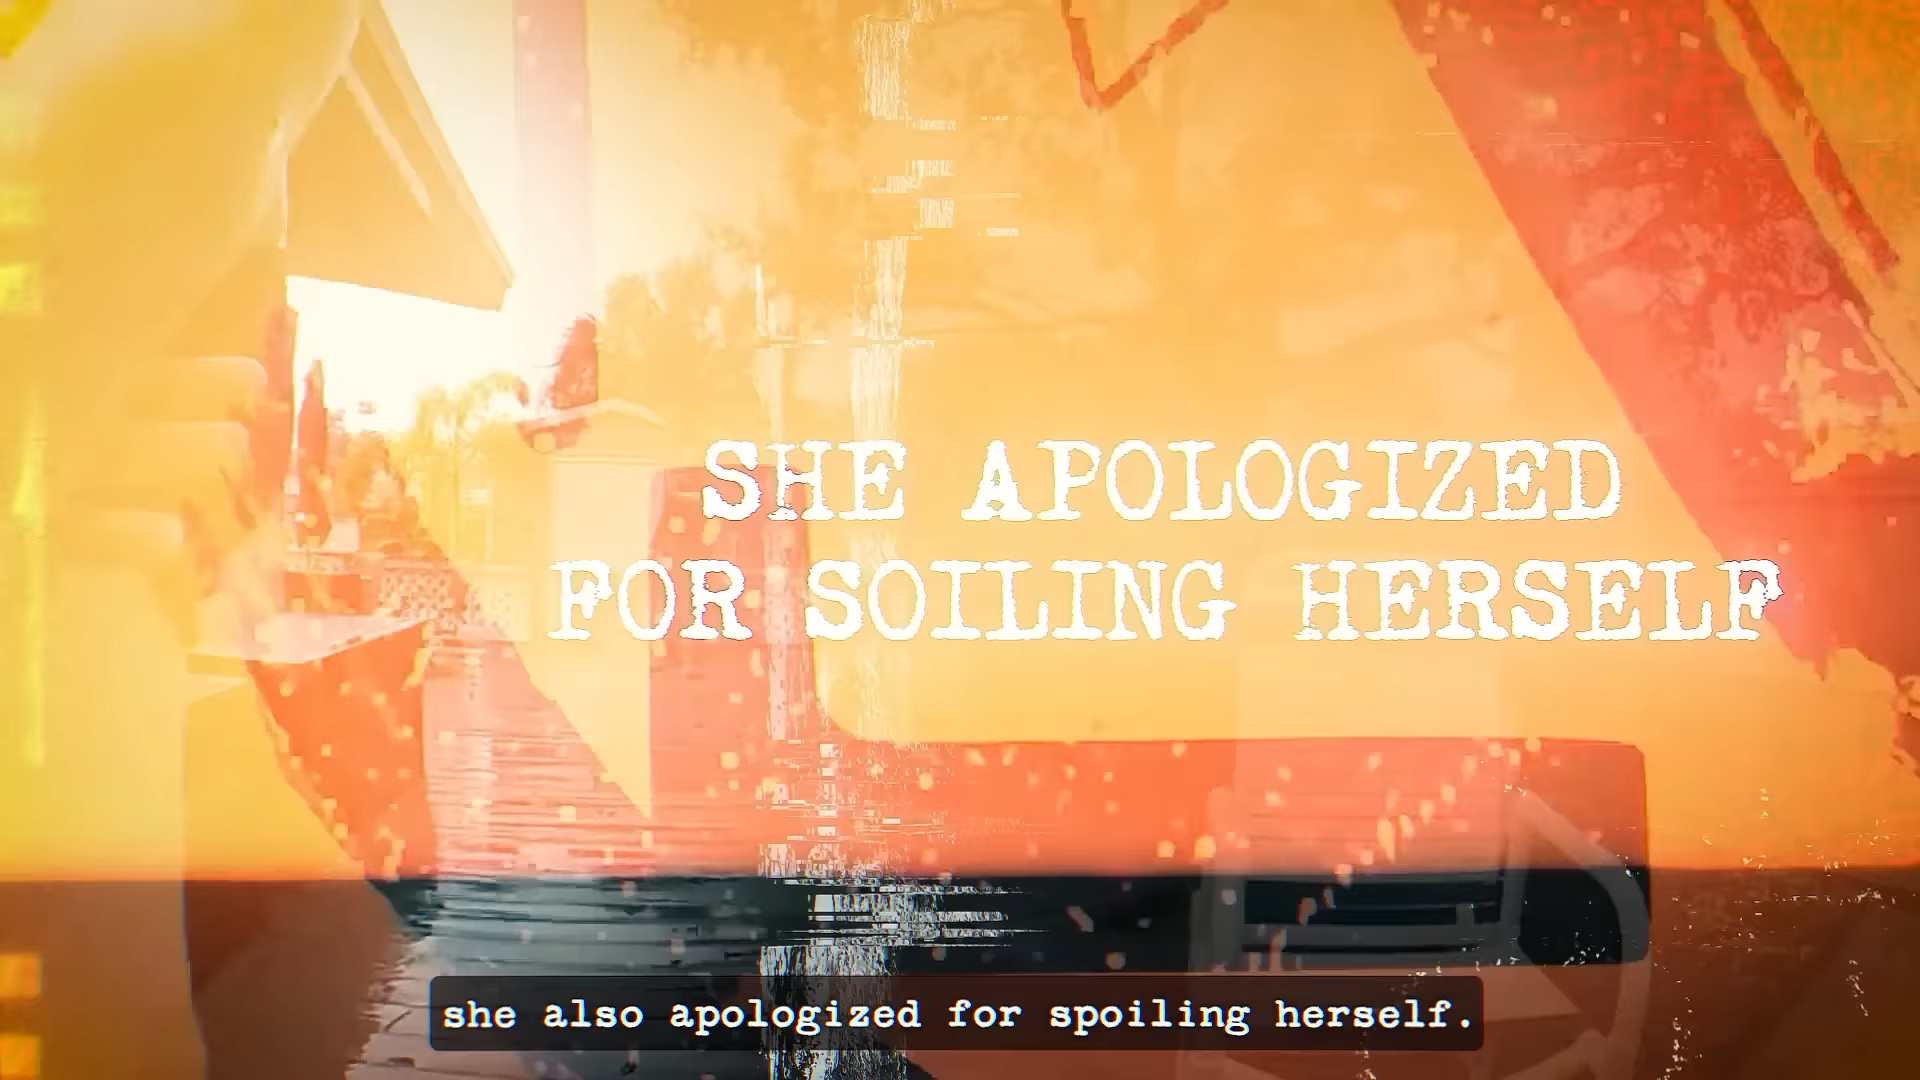 SHE APOLOGIZED
FOR SOILING HERSELF
she also apologized for spoiling herself.